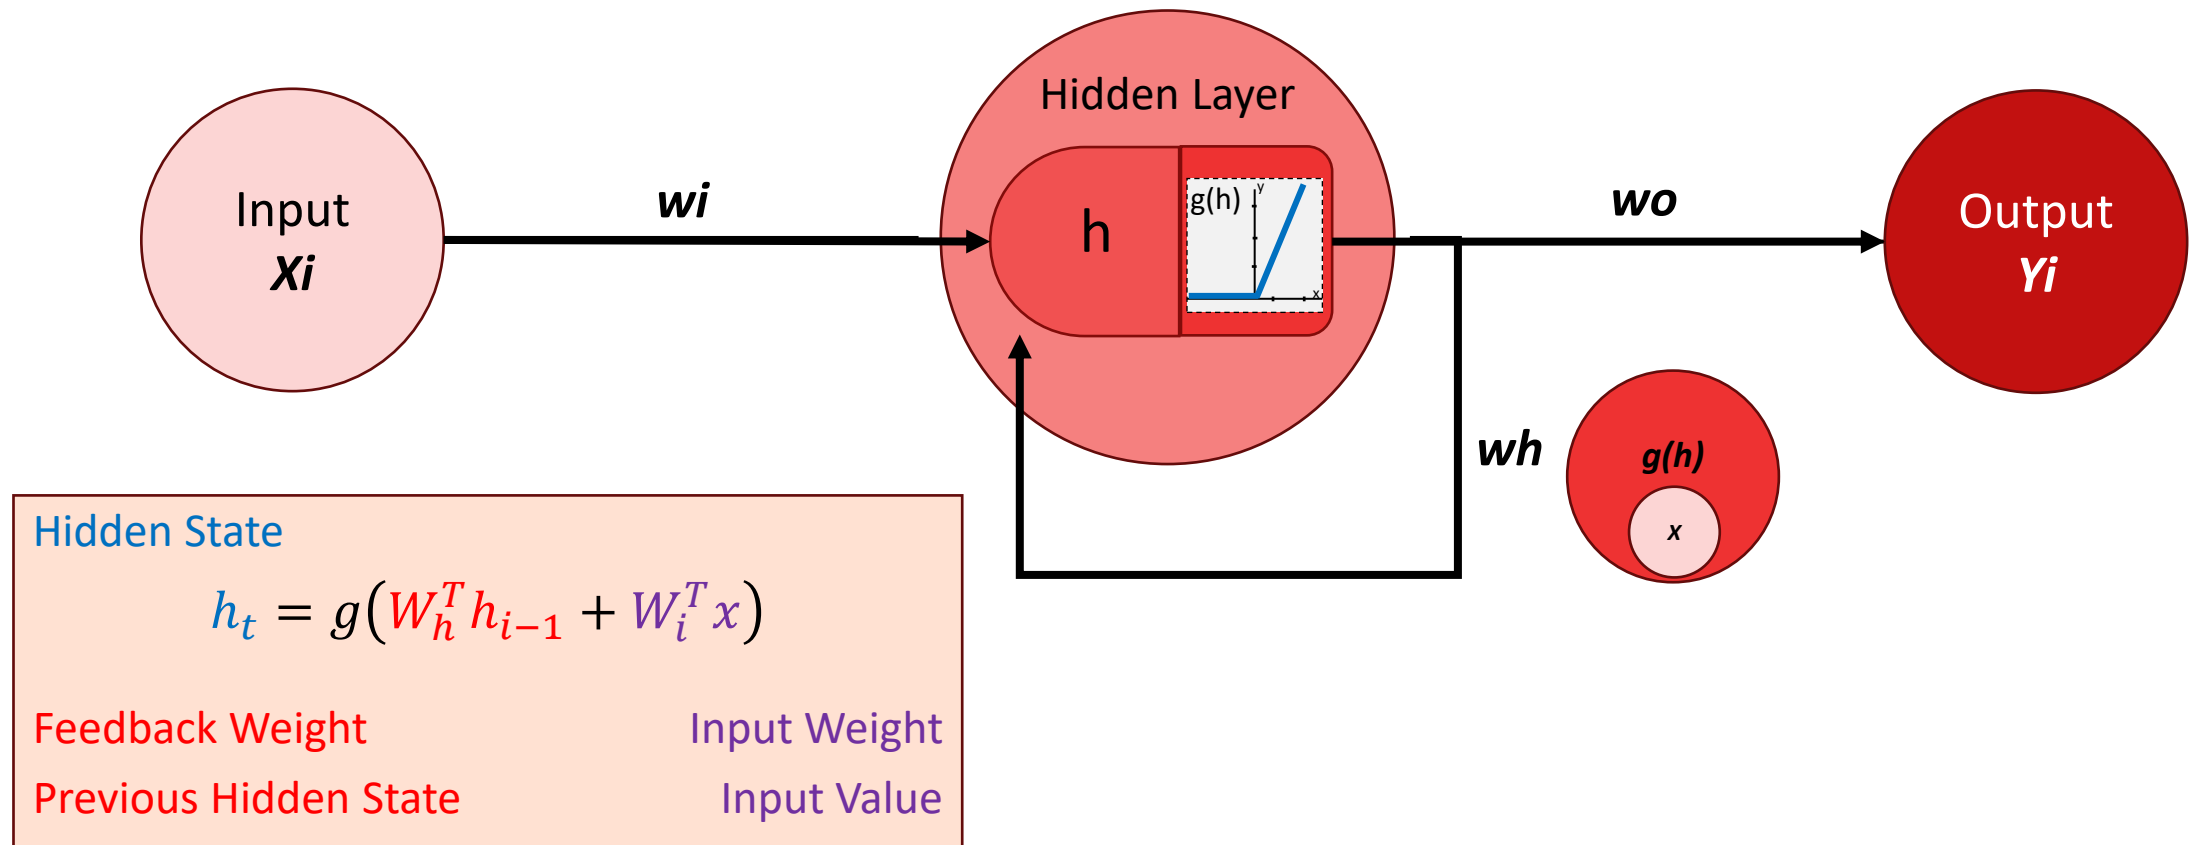 Input
Xi
wi
Hidden Layer
h
g(h)
y
x
wo
Output
Yi
wh
g(h)
x
Hidden State
h_t = g(W_h^T h_{i-1} + W_i^T x)
Feedback Weight
Input Weight
Previous Hidden State
Input Value